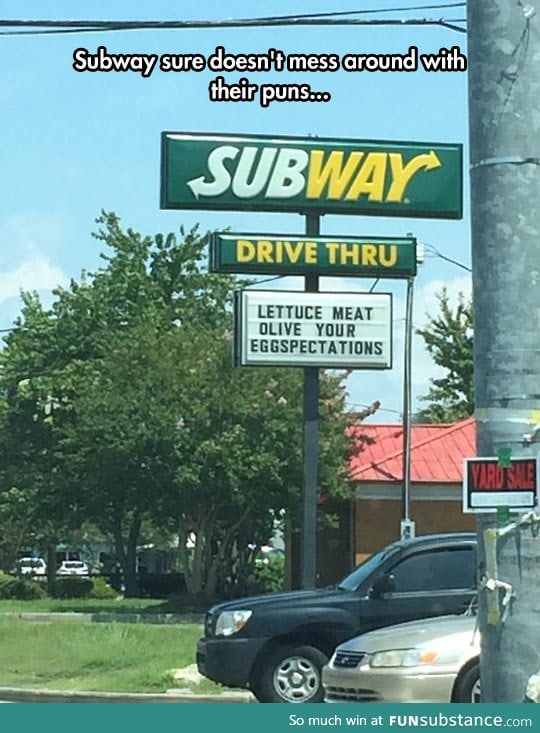 Subway sure doesn't mess around with
their puns...
SUBWAY
DRIVE THRU
LETTUCE MEAT
OLIVE YOUR
EGGSPECTATIONS
YARD SALE
So much win at FUNsubstance.com